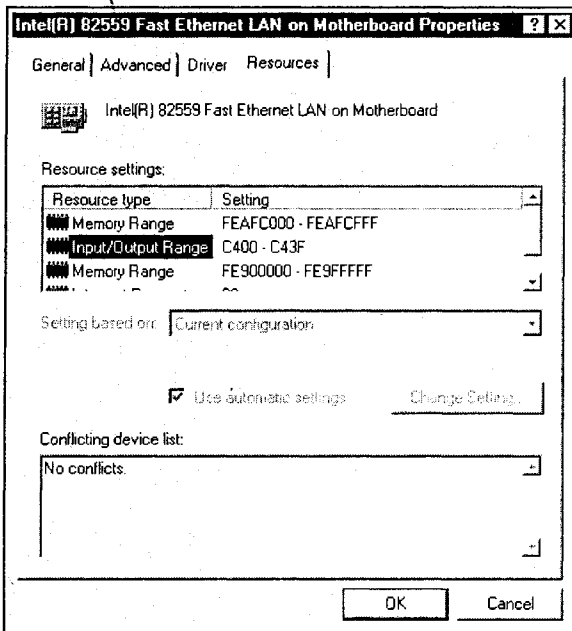 Intel(R) 82559 Fast Ethernet LAN on Motherboard Properties ? ×
General Advanced Driver Resources
Intel(R) 82559 Fast Ethernet LAN on Motherboard
Resource settings:
Resource type Setting
Memory Range FEAFC000 - FEAFCFFF
Input/Output Range C400 - C43F
Memory Range FE900000 - FE9FFFFF
Setting based on: Current configuration
Use automatic settings Change Setting...
Conflicting device list:
No conflicts.
OK Cancel